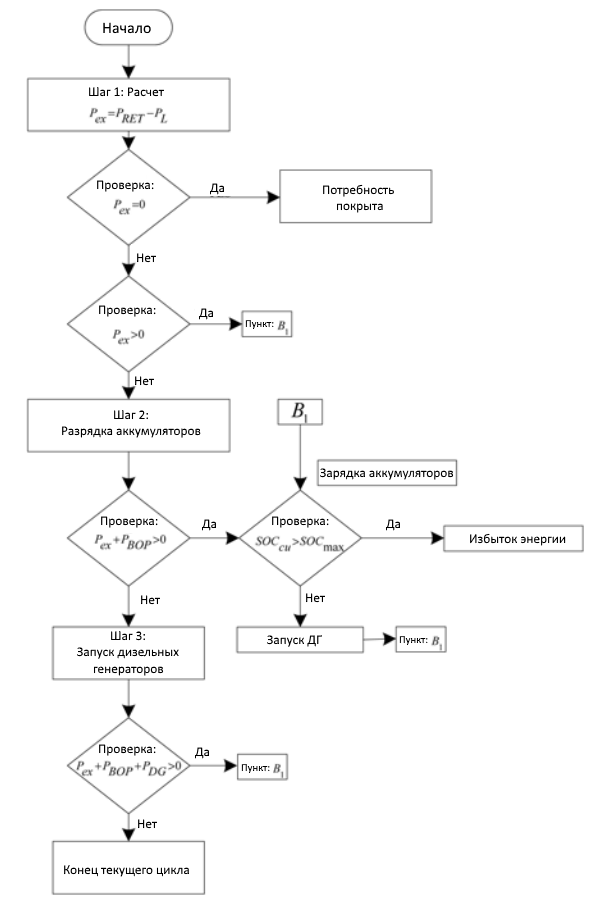 Начало
Шаг 1: Расчет
P_ex=P_RET−P_L
Проверка:
P_ex=0
Да
Потребность
покрыта
Нет
Проверка:
P_ex>0
Да
Пункт: B_1
Нет
Шаг 2:
Разрядка аккумуляторов
B_1
Зарядка аккумуляторов
Проверка:
P_ex+P_BOP>0
Да
Проверка:
SOC_cu>SOC_max
Да
Избыток энергии
Нет
Нет
Шаг 3:
Запуск дизельных
генераторов
Запуск ДГ
Пункт: B_1
Проверка:
P_ex+P_BOP+P_DG>0
Да
Пункт: B_1
Нет
Конец текущего цикла